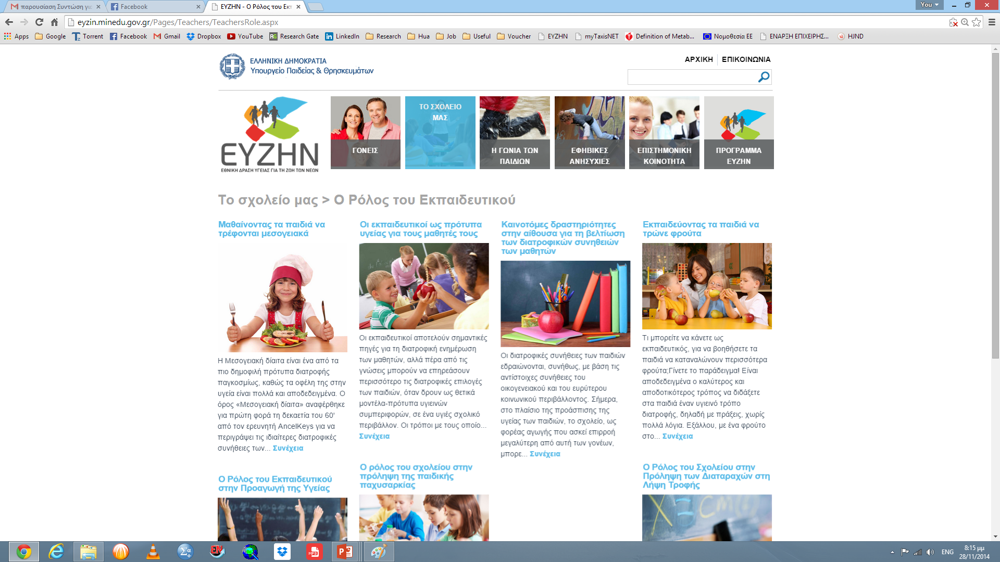 παρουσίαση Συντώση για
Facebook
ΕΥΖΗΝ - Ο Ρόλος του Εκπ
You
eyzin.minedu.gov.gr/Pages/Teachers/TeachersRole.aspx
Apps Google Torrent Facebook Gmail Dropbox YouTube Research Gate LinkedIn Research Hua Job Useful Voucher ΕΥΖΗΝ myTaxisNET Definition of Metab... Νομοθεσία ΕΕ ΕΝΑΡΞΗ ΕΠΙΧΕΙΡΗΣ... HJND
ΕΛΛΗΝΙΚΗ ΔΗΜΟΚΡΑΤΙΑ
Υπουργείο Παιδείας & Θρησκευμάτων
ΑΡΧΙΚΗ ΕΠΙΚΟΙΝΩΝΙΑ
ΕΥΖΗΝ
ΕΘΝΙΚΗ ΔΡΑΣΗ ΥΓΕΙΑΣ ΓΙΑ ΤΗ ΖΩΗ ΤΩΝ ΝΕΩΝ
ΓΟΝΕΙΣ
ΤΟ ΣΧΟΛΕΙΟ
ΜΑΣ
Η ΓΩΝΙΑ ΤΩΝ
ΠΑΙΔΙΩΝ
ΕΦΗΒΙΚΕΣ
ΑΝΗΣΥΧΙΕΣ
ΕΠΙΣΤΗΜΟΝΙΚΗ
ΚΟΙΝΟΤΗΤΑ
ΠΡΟΓΡΑΜΜΑ
ΕΥΖΗΝ
Το σχολείο μας > Ο Ρόλος του Εκπαιδευτικού
Μαθαίνοντας τα παιδιά να
τρέφονται μεσογειακά
Η Μεσογειακή δίαιτα είναι ένα από τα
πιο δημοφιλή πρότυπα διατροφής
παγκοσμίως, καθώς τα οφέλη της στην
υγεία είναι πολλά και αποδεδειγμένα. Ο
όρος «Μεσογειακή δίαιτα» αναφέρθηκε
για πρώτη φορά τη δεκαετία του 60'
από τον ερευνητή AncelKeys για να
περιγράψει τις ιδιαίτερες διατροφικές
συνήθειες των... Συνέχεια
Οι εκπαιδευτικοί ως πρότυπα
υγείας για τους μαθητές τους
Οι εκπαιδευτικοί αποτελούν σημαντικές
πηγές για τη διατροφική ενημέρωση
των μαθητών, αλλά πέρα από τις
γνώσεις μπορούν να επηρεάσουν
περισσότερο τις διατροφικές επιλογές
των παιδιών, όταν δρουν ως θετικά
μοντέλα-πρότυπα υγιεινών
συμπεριφορών, σε ένα υγιές σχολικό
περιβάλλον. Οι τρόποι με τους οποίο...
Συνέχεια
Καινοτόμες δραστηριότητες
στην αίθουσα για τη βελτίωση
των διατροφικών συνηθειών
των μαθητών
Οι διατροφικές συνήθειες των παιδιών
εδραιώνονται, συνήθως, με βάση τις
αντίστοιχες συνήθειες του
οικογενειακού και του ευρύτερου
κοινωνικού περιβάλλοντος. Σήμερα,
στο πλαίσιο της προάσπισης της
υγείας των παιδιών, το σχολείο, ως
φορέας αγωγής που ασκεί επιρροή
μεγαλύτερη από αυτή των γονέων,
μπορε... Συνέχεια
Εκπαιδεύοντας τα παιδιά να
τρώνε φρούτα
Τι μπορείτε να κάνετε ως
εκπαιδευτικός, για να βοηθήσετε τα
παιδιά να καταναλώνουν περισσότερα
φρούτα;Γίνετε το παράδειγμα! Είναι
αποδεδειγμένα ο καλύτερος και
αποδοτικότερος τρόπος να διδάξετε
στα παιδιά έναν υγιεινό τρόπο
διατροφής, δηλαδή με πράξεις, χωρίς
πολλά λόγια. Εξάλλου, με ένα φρούτο
στο... Συνέχεια
Ο Ρόλος του Εκπαιδευτικού
στην Προαγωγή της Υγείας
Ο ρόλος του σχολείου στην
πρόληψη της παιδικής
παχυσαρκίας
Ο Ρόλος του Σχολείου στην
Πρόληψη των Διαταραχών στη
Λήψη Τροφής
ENG
8:15 μμ
28/11/2014